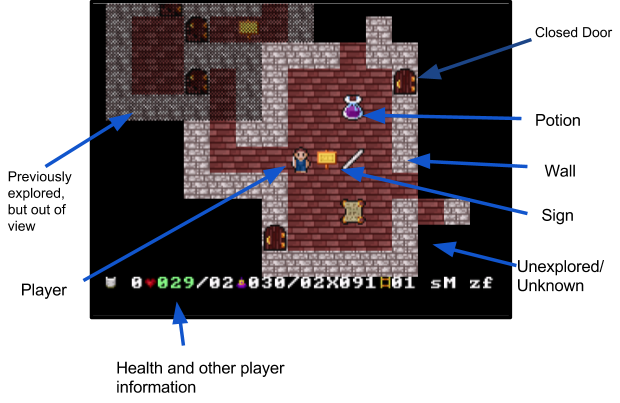 Closed Door
Potion
Wall
Previously
explored,
but out of
view
Sign
Unexplored/
Unknown
Player
0 029/02 030/02X091 01 sM zf
Health and other player
information